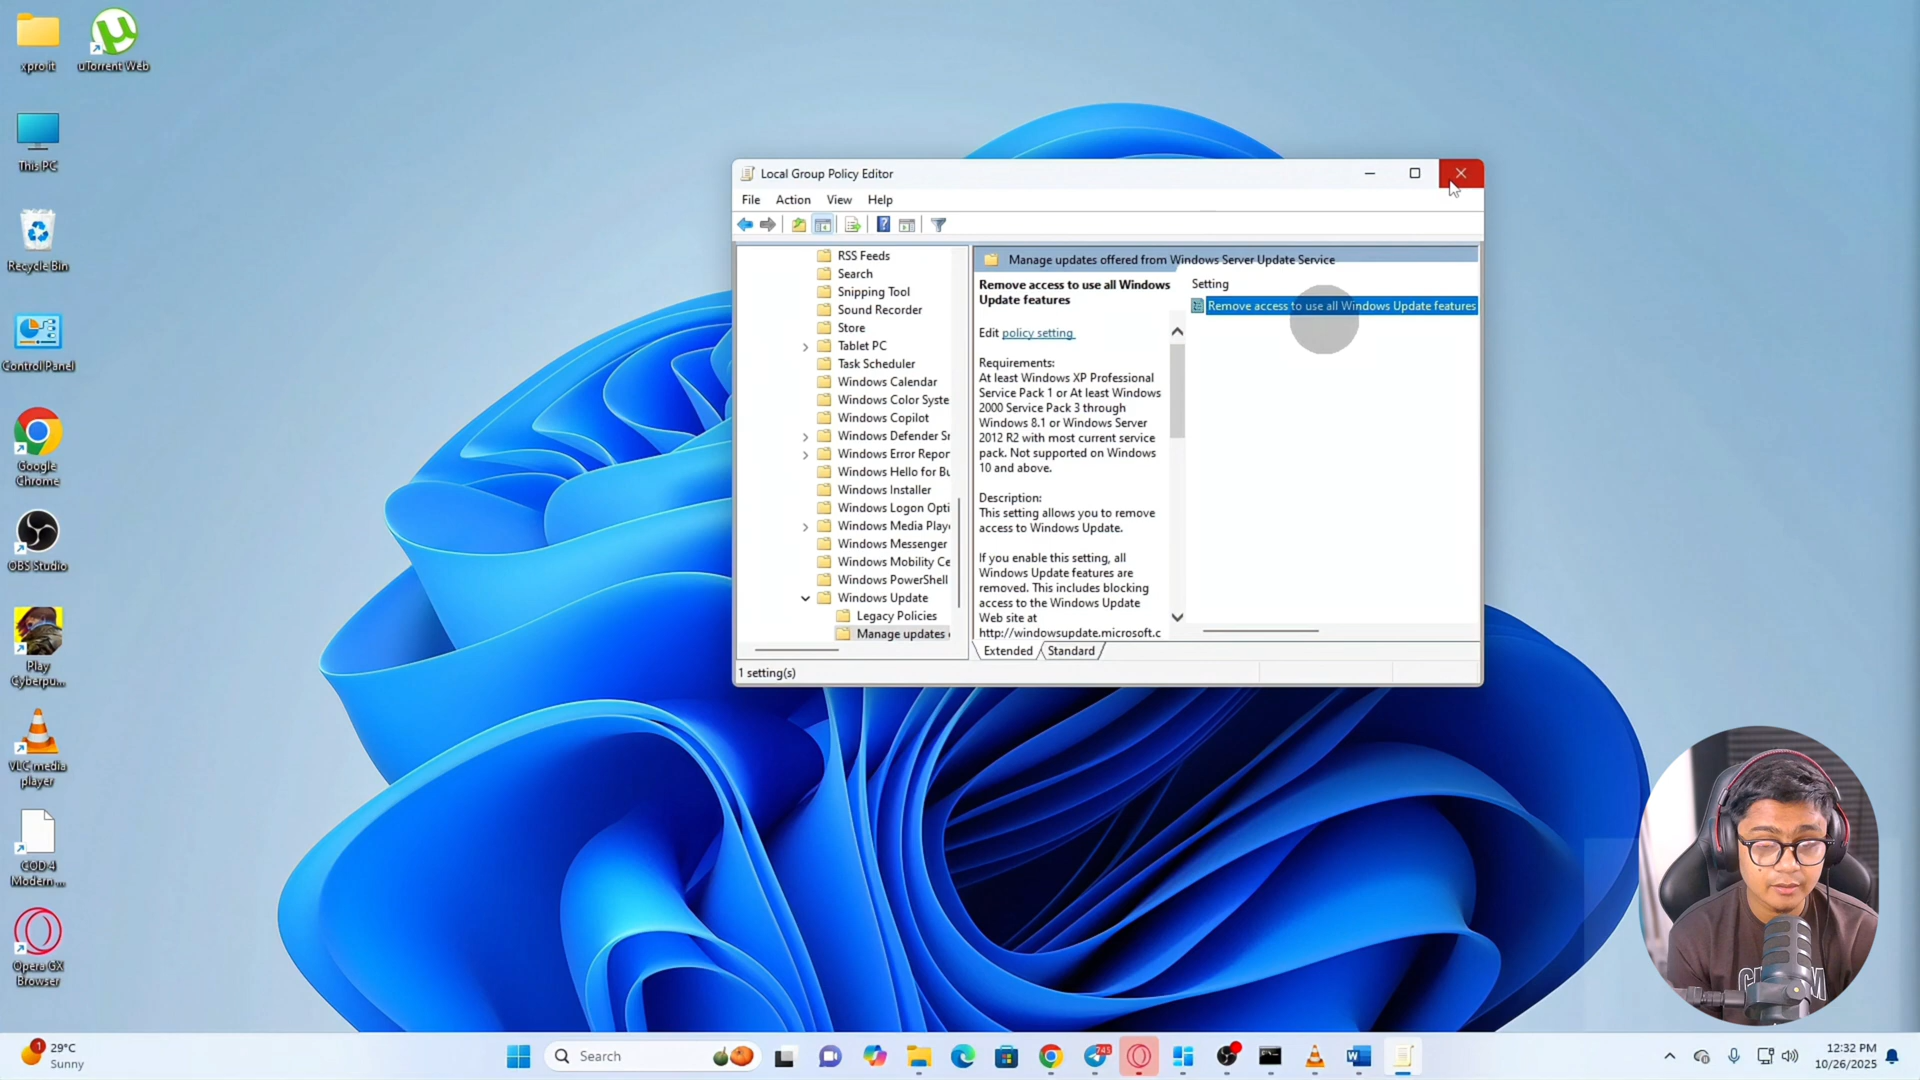 xpro it
uTorrent Web
This PC
Recycle Bin
Control Panel
Google
Chrome
OBS Studio
Play
Cyberpu...
VLC media
player
COD 4
Modern ...
Opera GX
Browser
Local Group Policy Editor
File Action View Help
RSS Feeds
Search
Snipping Tool
Sound Recorder
Store
Tablet PC
Task Scheduler
Windows Calendar
Windows Color Syste
Windows Copilot
Windows Defender Sr
Windows Error Repor
Windows Hello for Bu
Windows Installer
Windows Logon Opti
Windows Media Playe
Windows Messenger
Windows Mobility Ce
Windows PowerShell
Windows Update
Legacy Policies
Manage updates
Manage updates offered from Windows Server Update Service
Remove access to use all Windows
Update features
Edit policy setting
Requirements:
At least Windows XP Professional
Service Pack 1 or At least Windows
2000 Service Pack 3 through
Windows 8.1 or Windows Server
2012 R2 with most current service
pack. Not supported on Windows
10 and above.
Description:
This setting allows you to remove
access to Windows Update.
If you enable this setting, all
Windows Update features are
removed. This includes blocking
access to the Windows Update
Web site at
http://windowsupdate.microsoft.c
Setting
Remove access to use all Windows Update features
Extended Standard
1 setting(s)
1
29°C
Sunny
Search
745
12:32 PM
10/26/2025